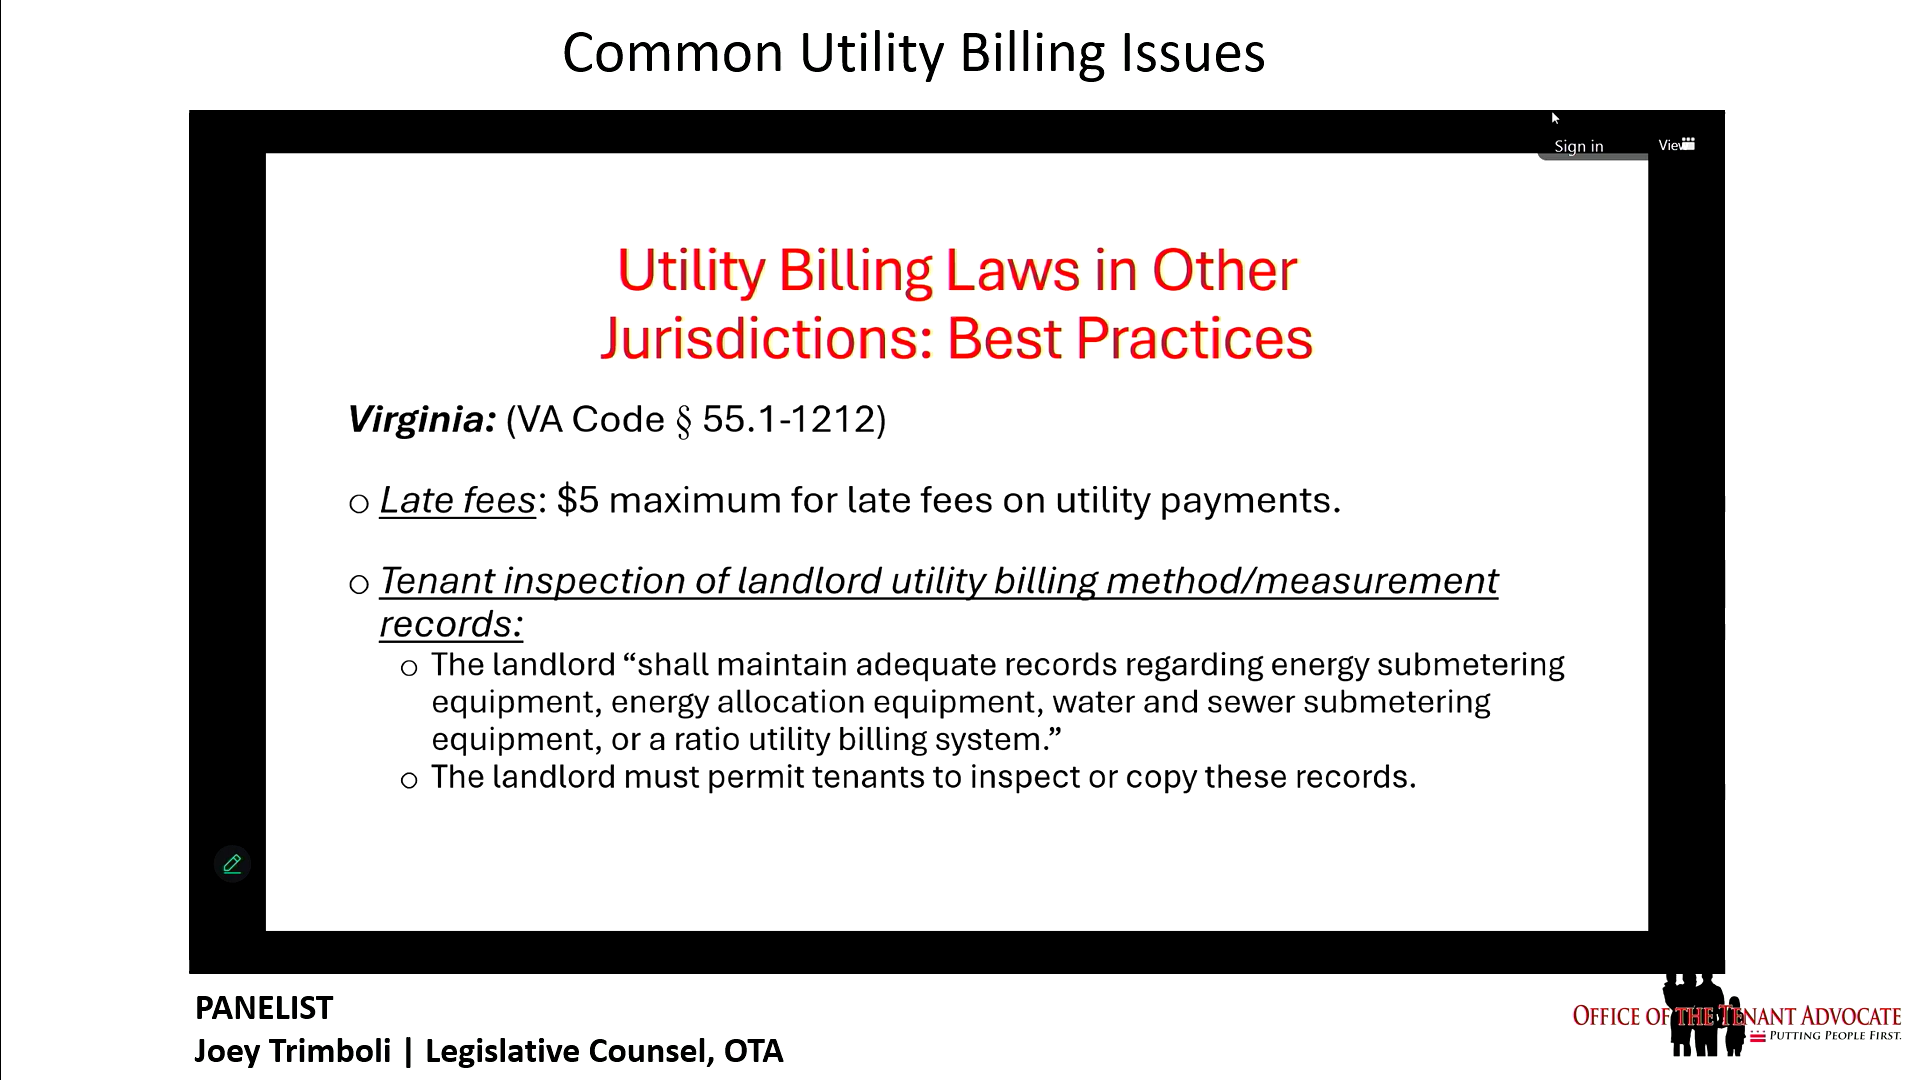 Common Utility Billing Issues
Sign in
View
Utility Billing Laws in Other
Jurisdictions: Best Practices
Virginia: (VA Code § 55.1-1212)
○ Late fees: $5 maximum for late fees on utility payments.
○ Tenant inspection of landlord utility billing method/measurement
records:
○ The landlord “shall maintain adequate records regarding energy submetering
equipment, energy allocation equipment, water and sewer submetering
equipment, or a ratio utility billing system.”
○ The landlord must permit tenants to inspect or copy these records.
PANELIST
Joey Trimboli | Legislative Counsel, OTA
OFFICE OF THE TENANT ADVOCATE
PUTTING PEOPLE FIRST.